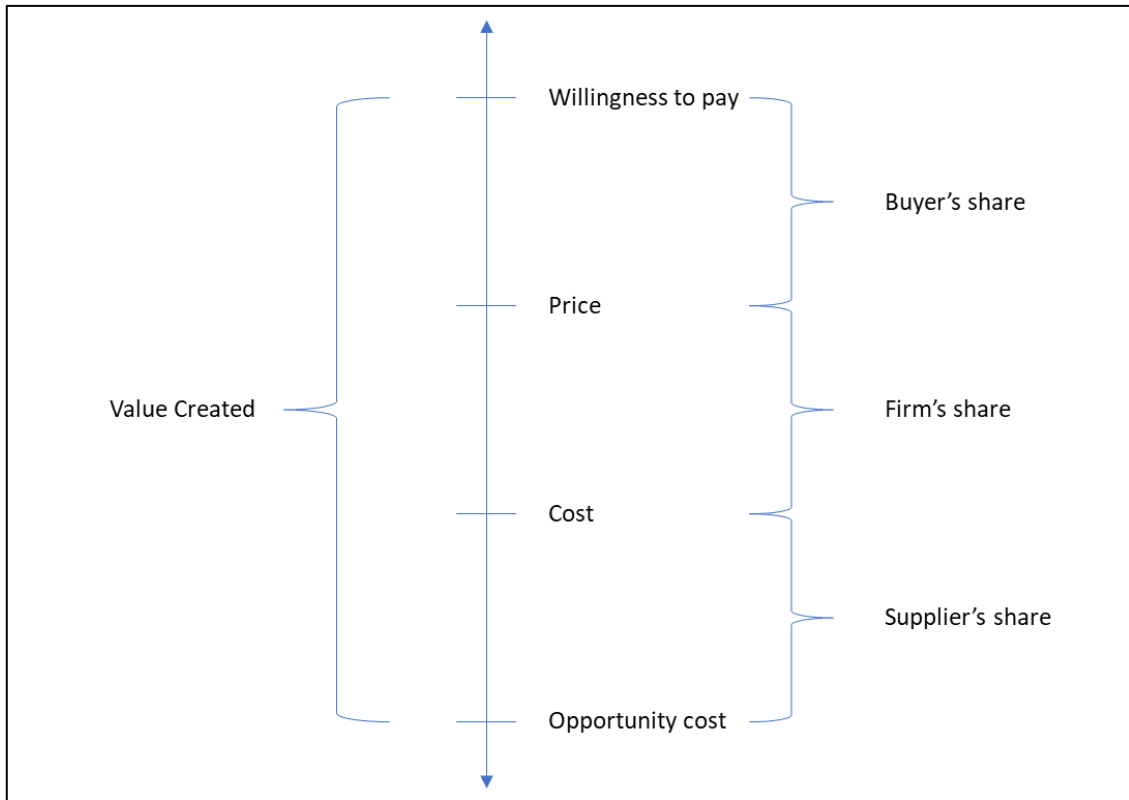 Willingness to pay
Buyer’s share
Price
Value Created
Firm’s share
Cost
Supplier’s share
Opportunity cost